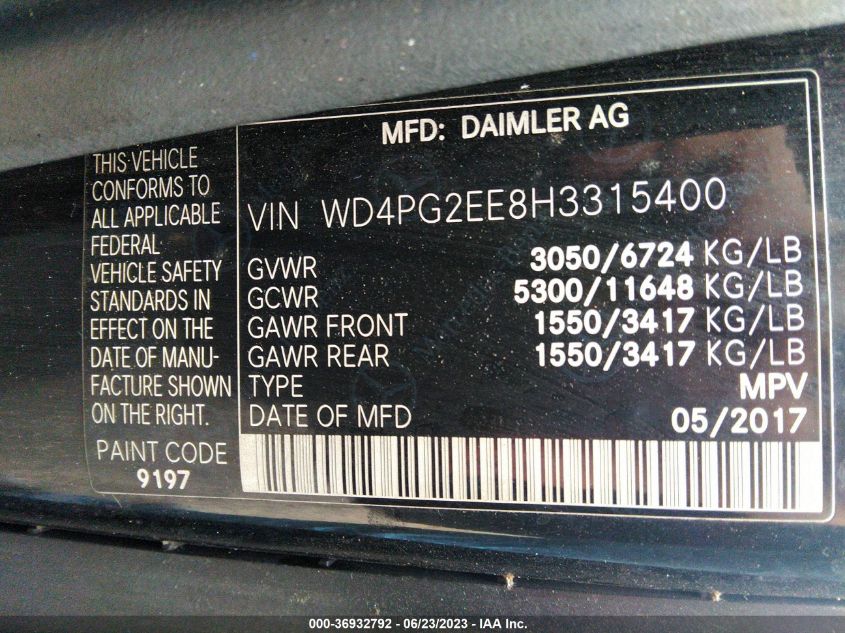 MFD: DAIMLER AG
THIS VEHICLE
CONFORMS TO
ALL APPLICABLE
FEDERAL
VEHICLE SAFETY
STANDARDS IN
EFFECT ON THE
DATE OF MANU-
FACTURE SHOWN
ON THE RIGHT.
PAINT CODE
9197
VIN WD4PG2EE8H3315400
GVWR 3050/6724 KG/LB
GCWR 5300/11648 KG/LB
GAWR FRONT 1550/3417 KG/LB
GAWR REAR 1550/3417 KG/LB
TYPE MPV
DATE OF MFD 05/2017
000-36932792 - 06/23/2023 - IAA Inc.